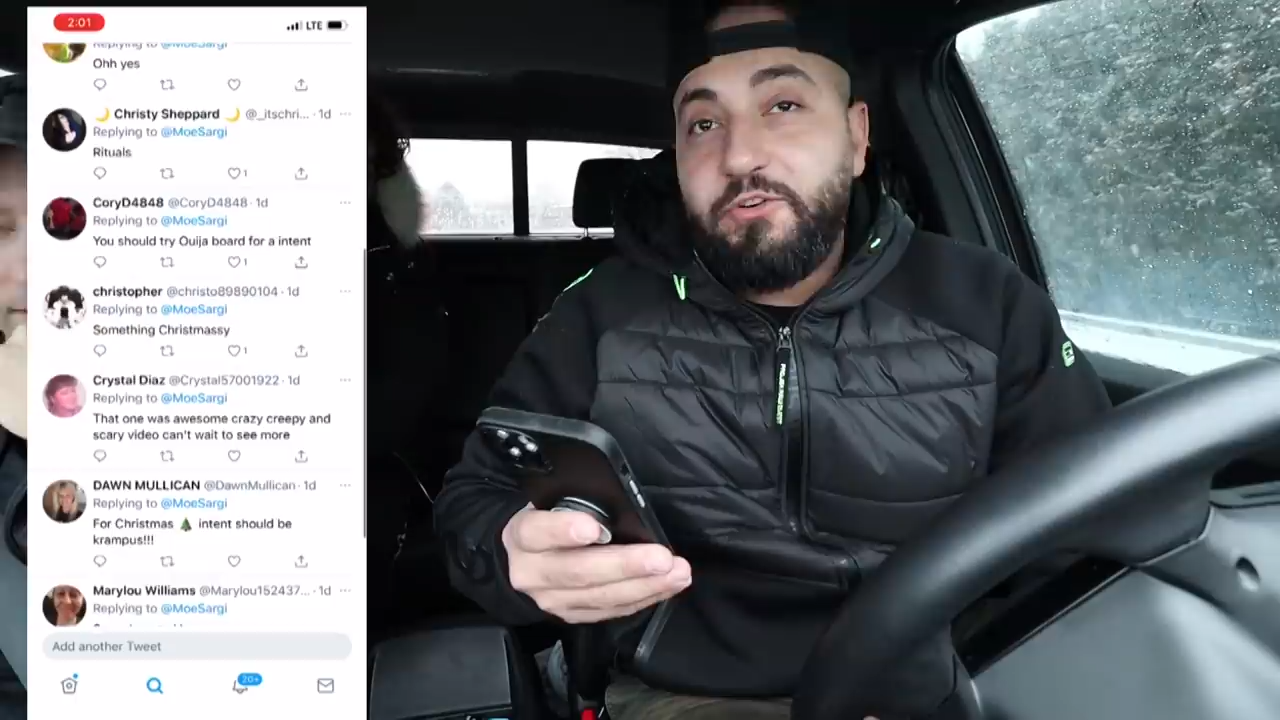 2:01
LTE
Replying to @MoeSargi
Ohh yes
Christy Sheppard @_itschri... · 1d
Replying to @MoeSargi
Rituals
1
CoryD4848 @CoryD4848 · 1d
Replying to @MoeSargi
You should try Ouija board for a intent
1
christopher @christo89890104 · 1d
Replying to @MoeSargi
Something Christmassy
1
Crystal Diaz @Crystal57001922 · 1d
Replying to @MoeSargi
That one was awesome crazy creepy and
scary video can't wait to see more
DAWN MULLICAN @DawnMullican · 1d
Replying to @MoeSargi
For Christmas 🎄 intent should be
krampus!!!
Marylou Williams @Marylou152437... · 1d
Replying to @MoeSargi
Add another Tweet
20+